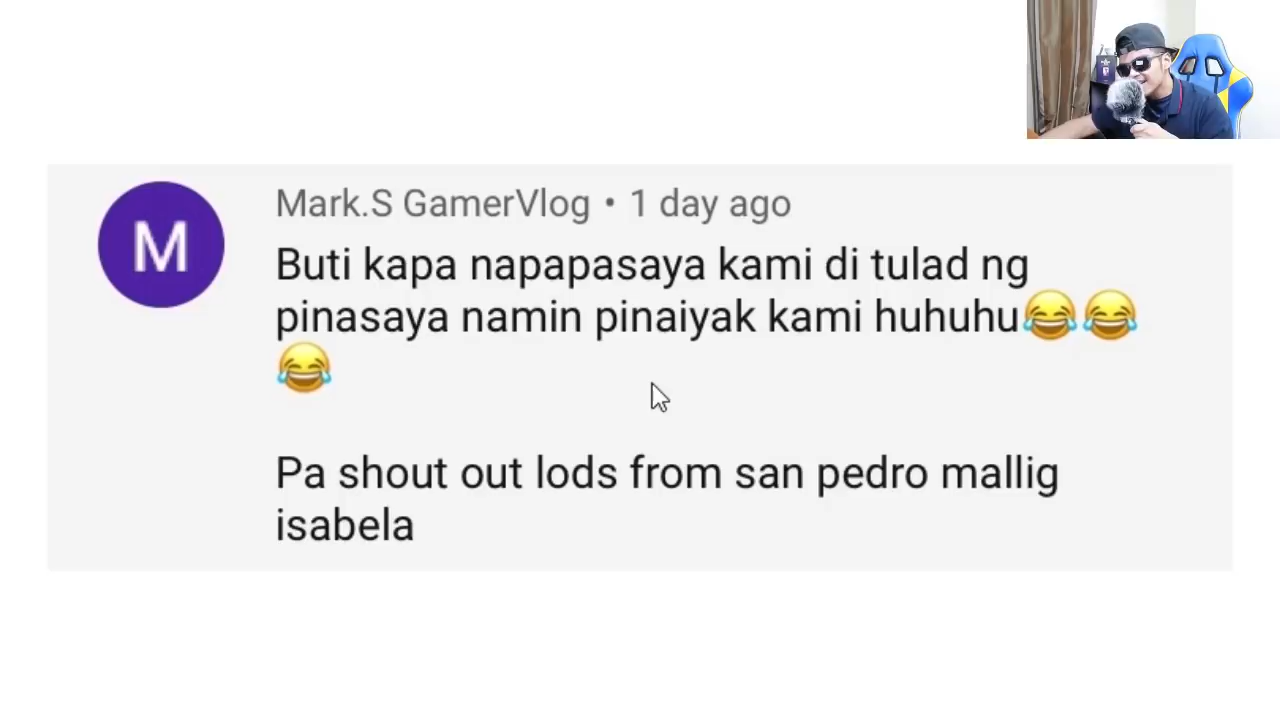 M
Mark.S GamerVlog • 1 day ago
Buti kapa napapasaya kami di tulad ng
pinasaya namin pinaiyak kami huhuhu😂😂
😂
Pa shout out lods from san pedro mallig
isabela